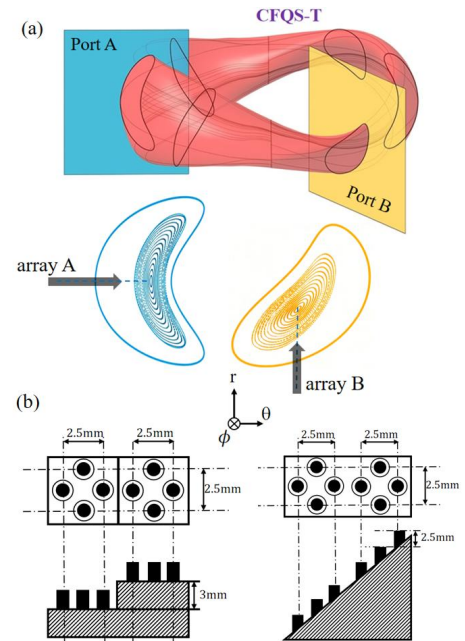 CFQS-T
(a)
Port A
Port B
array A
array B
(b)
r
θ
ϕ
2.5mm
2.5mm
2.5mm
2.5mm
2.5mm
2.5mm
2.5mm
3mm